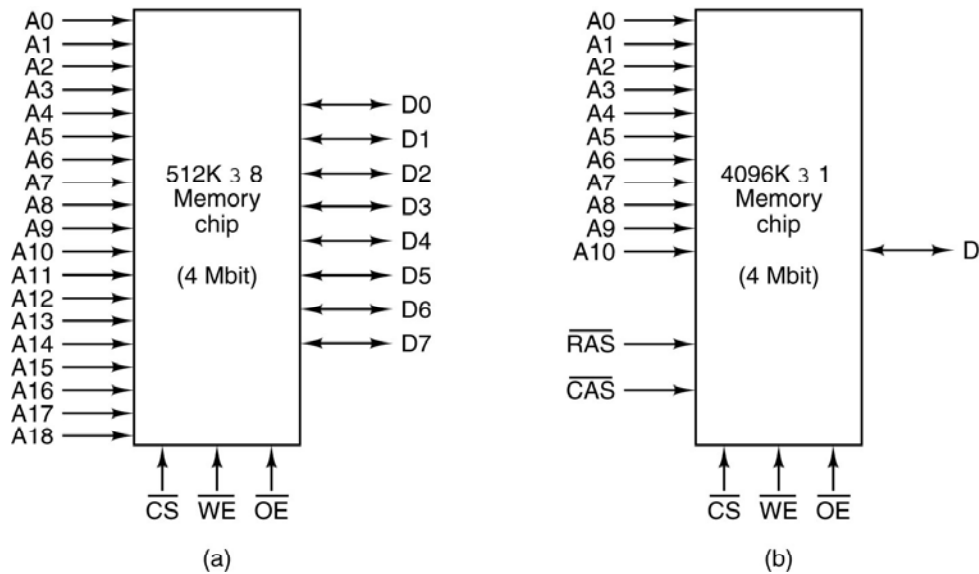 A0
A1
A2
A3
A4
A5
A6
A7
A8
A9
A10
A11
A12
A13
A14
A15
A16
A17
A18
512K 3 8
Memory
chip
(4 Mbit)
D0
D1
D2
D3
D4
D5
D6
D7
CS WE OE
(a)
A0
A1
A2
A3
A4
A5
A6
A7
A8
A9
A10
RAS
CAS
4096K 3 1
Memory
chip
(4 Mbit)
D
CS WE OE
(b)